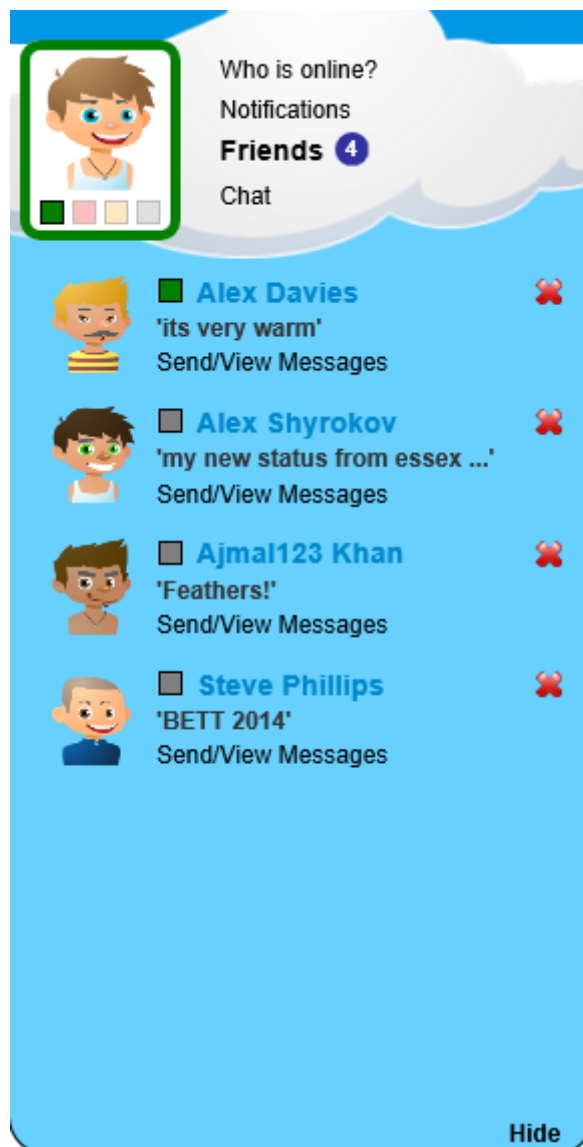 Who is online?
Notifications
Friends 4
Chat
Alex Davies
'its very warm'
Send/View Messages
Alex Shyrokov
'my new status from essex ...'
Send/View Messages
Ajmal123 Khan
'Feathers!'
Send/View Messages
Steve Phillips
'BETT 2014'
Send/View Messages
Hide